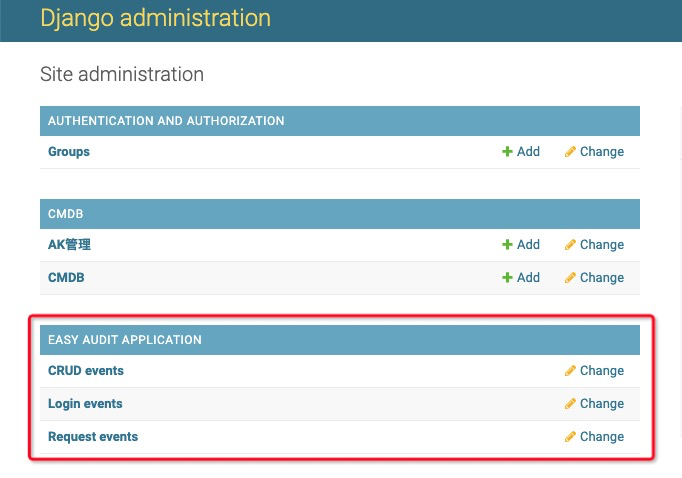 Django administration
Site administration
AUTHENTICATION AND AUTHORIZATION
Groups Add Change
CMDB
AK管理 Add Change
CMDB Add Change
EASY AUDIT APPLICATION
CRUD events Change
Login events Change
Request events Change